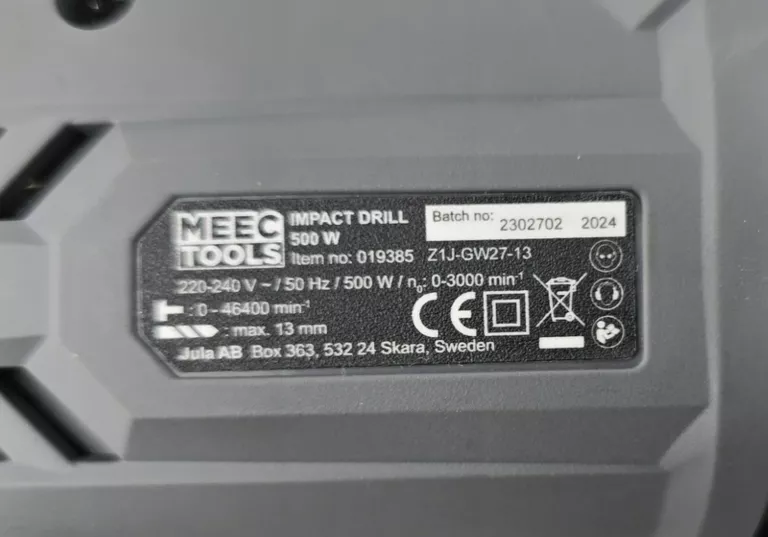 MEEC TOOLS
IMPACT DRILL
500 W
Item no: 019385 Z1J-GW27-13
Batch no: 2302702 2024
220-240 V ~ / 50 Hz / 500 W / n₀: 0-3000 min⁻¹
: 0 - 46400 min⁻¹
: max. 13 mm
CE
Jula AB Box 363, 532 24 Skara, Sweden